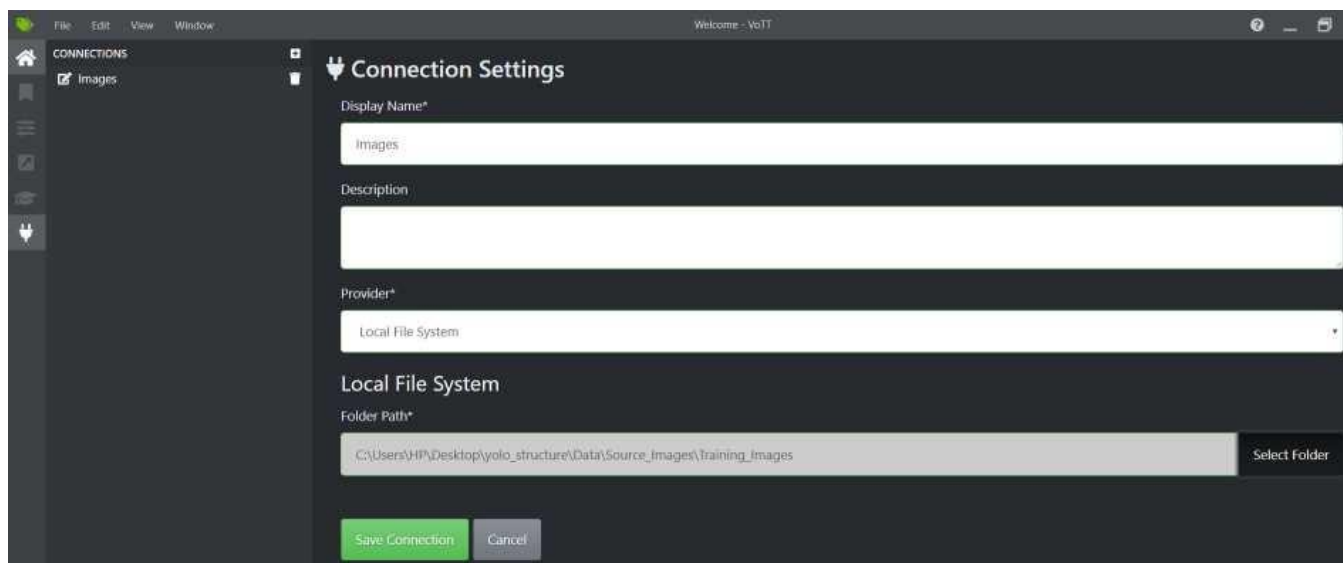 File Edit View Window
Welcome - VoTT
CONNECTIONS
Images
Connection Settings
Display Name*
Images
Description
Provider*
Local File System
Local File System
Folder Path*
C:\Users\HP\Desktop\yolo_structure\Data\Source_Images\Training_Images
Select Folder
Save Connection Cancel